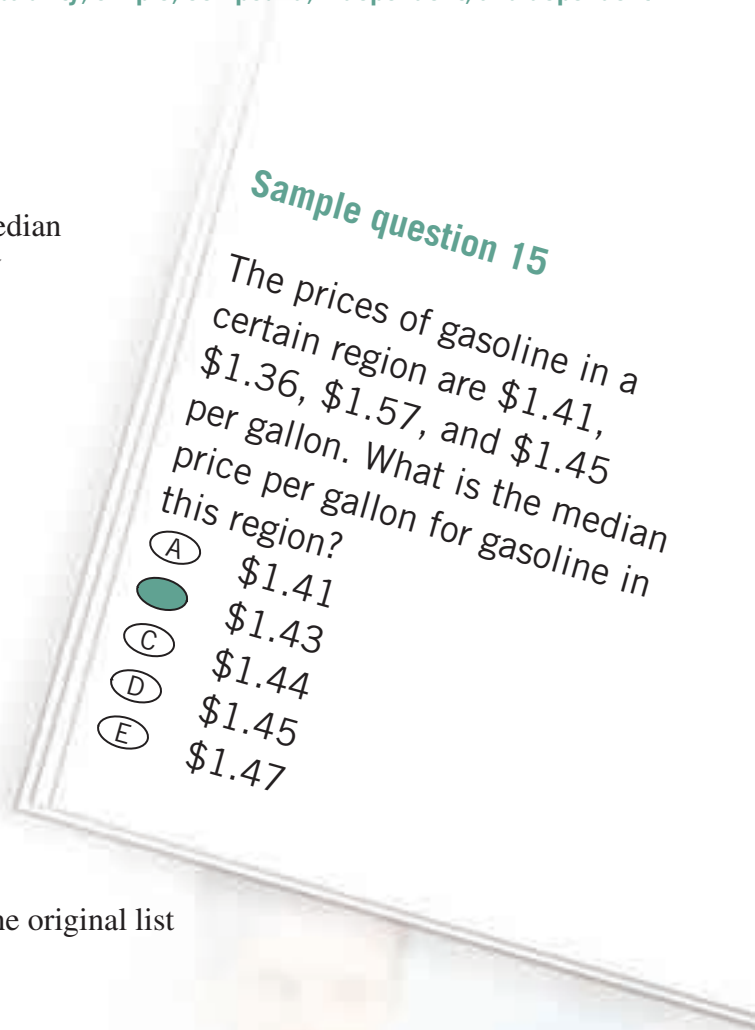 edian
Sample question 15
The prices of gasoline in a
certain region are $1.41,
$1.36, $1.57, and $1.45
per gallon. What is the median
price per gallon for gasoline in
this region?
A $1.41
$1.43
C $1.44
D $1.45
E $1.47
he original list